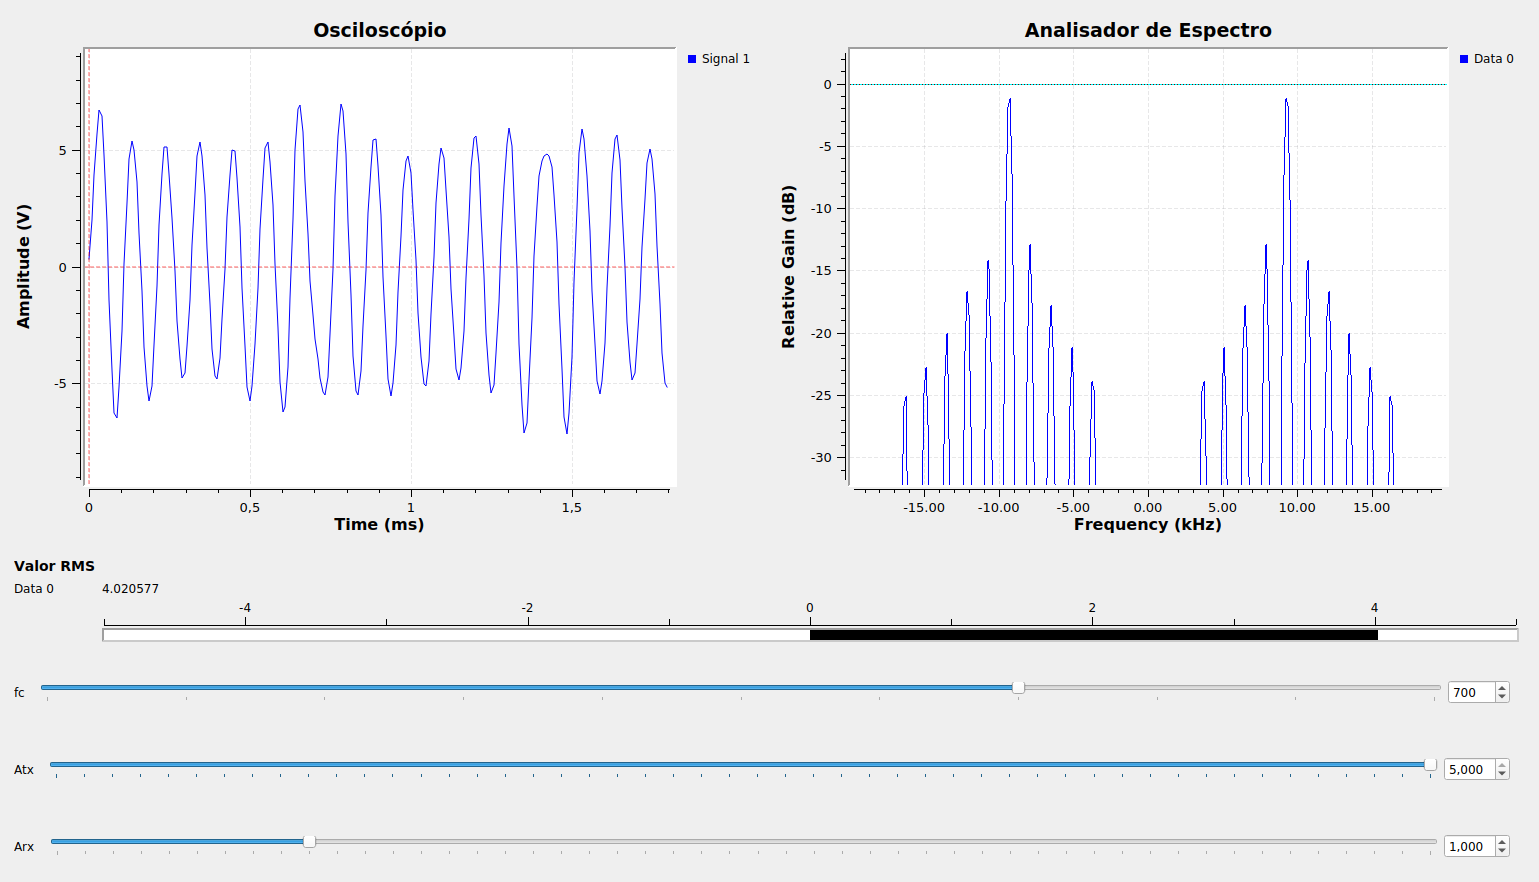 Osciloscópio
Signal 1
Amplitude (V)
5
0
-5
0
0,5
1
1,5
Time (ms)
Analisador de Espectro
Data 0
Relative Gain (dB)
0
-5
-10
-15
-20
-25
-30
-15.00
-10.00
-5.00
0.00
5.00
10.00
15.00
Frequency (kHz)
Valor RMS
Data 0 4.020577
-4 -2 0 2 4
fc 700
Atx 5,000
Arx 1,000